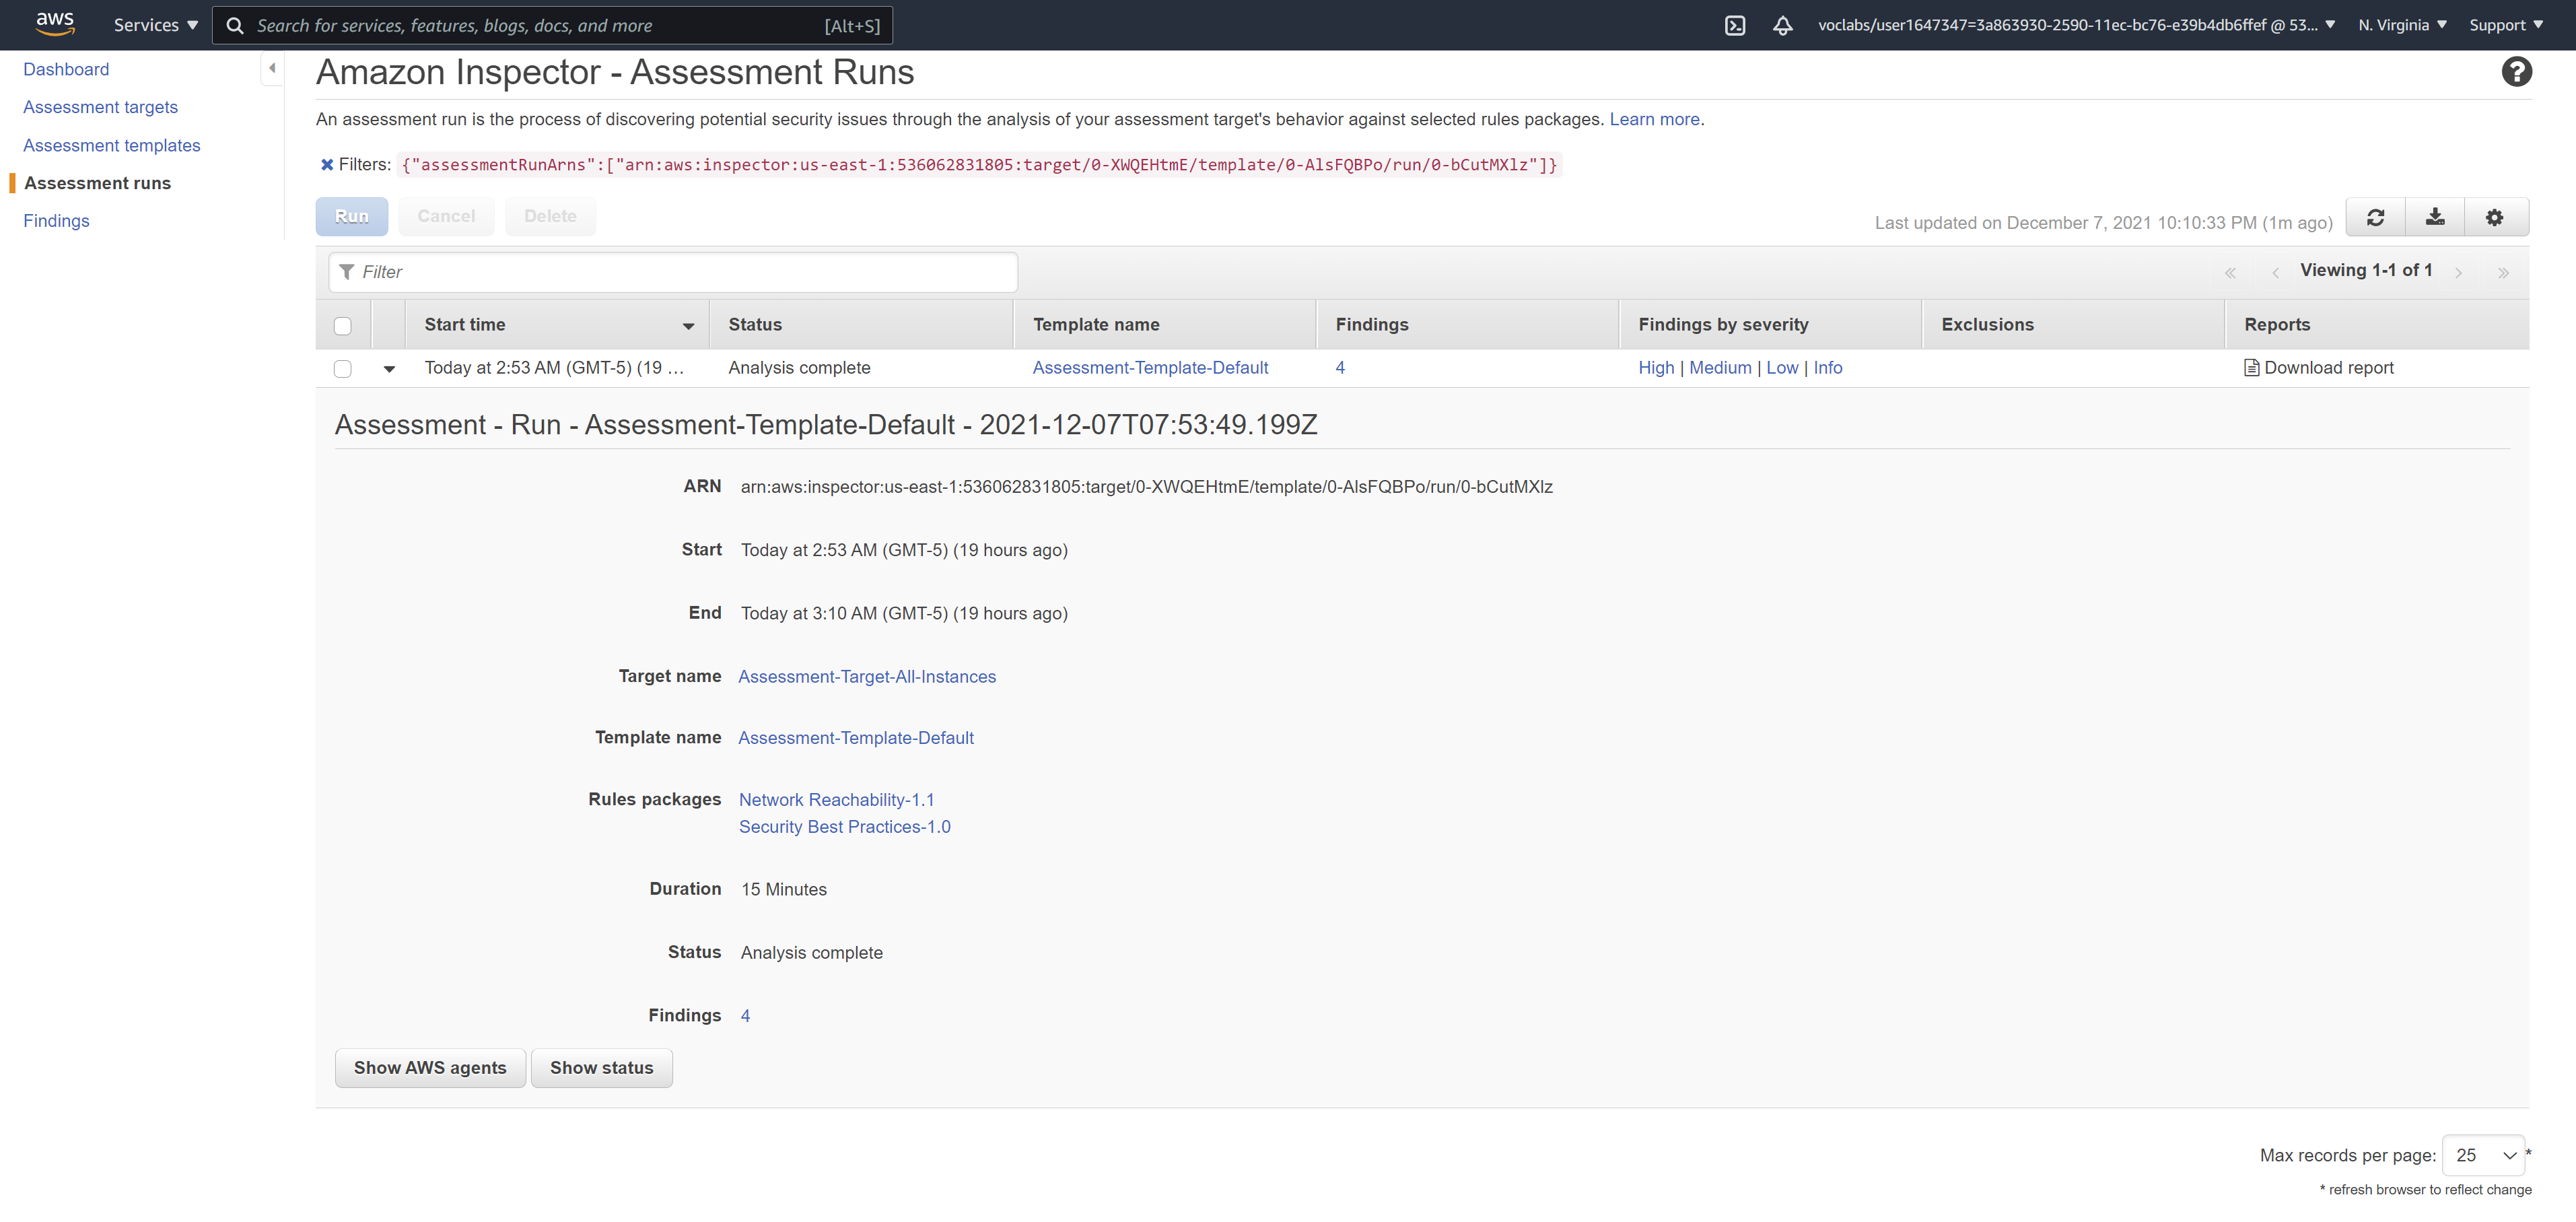 aws Services Search for services, features, blogs, docs, and more [Alt+S] voclabs/user1647347=3a863930-2590-11ec-bc76-e39b4db6ffef @ 53... N. Virginia Support
Dashboard
Assessment targets
Assessment templates
Assessment runs
Findings
Amazon Inspector - Assessment Runs
An assessment run is the process of discovering potential security issues through the analysis of your assessment target's behavior against selected rules packages. Learn more.
Filters: {"assessmentRunArns":["arn:aws:inspector:us-east-1:536062831805:target/0-XWQEHtmE/template/0-AlsFQBPo/run/0-bCutMXlz"]}
Run Cancel Delete Last updated on December 7, 2021 10:10:33 PM (1m ago)
Filter « ‹ Viewing 1-1 of 1 › »
Start time Status Template name Findings Findings by severity Exclusions Reports
Today at 2:53 AM (GMT-5) (19 ... Analysis complete Assessment-Template-Default 4 High | Medium | Low | Info Download report
Assessment - Run - Assessment-Template-Default - 2021-12-07T07:53:49.199Z
ARN arn:aws:inspector:us-east-1:536062831805:target/0-XWQEHtmE/template/0-AlsFQBPo/run/0-bCutMXlz
Start Today at 2:53 AM (GMT-5) (19 hours ago)
End Today at 3:10 AM (GMT-5) (19 hours ago)
Target name Assessment-Target-All-Instances
Template name Assessment-Template-Default
Rules packages Network Reachability-1.1
Security Best Practices-1.0
Duration 15 Minutes
Status Analysis complete
Findings 4
Show AWS agents Show status
Max records per page: 25 *
* refresh browser to reflect change